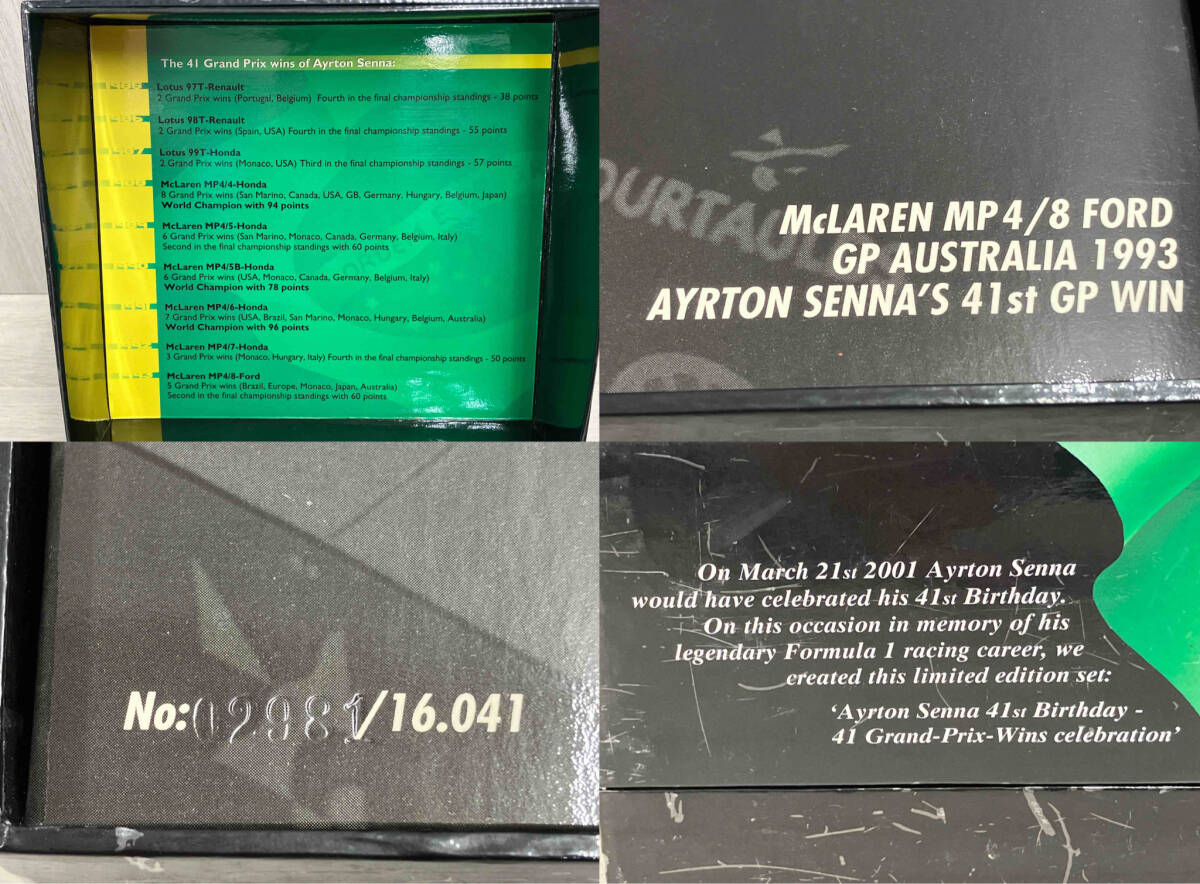 The 41 Grand Prix wins of Ayrton Senna:
Lotus 97T-Renault
2 Grand Prix wins (Portugal, Belgium) Fourth in the final championship standings - 38 points
Lotus 98T-Renault
2 Grand Prix wins (Spain, USA) Fourth in the final championship standings - 55 points
Lotus 99T-Honda
2 Grand Prix wins (Monaco, USA) Third in the final championship standings - 57 points
McLaren MP4/4-Honda
8 Grand Prix wins (San Marino, Canada, USA, GB, Germany, Hungary, Belgium, Japan)
World Champion with 94 points
McLaren MP4/5-Honda
6 Grand Prix wins (San Marino, Monaco, Canada, Germany, Belgium, Italy)
Second in the final championship standings with 60 points
McLaren MP4/5B-Honda
6 Grand Prix wins (USA, Monaco, Canada, Germany, Belgium, Italy)
World Champion with 78 points
McLaren MP4/6-Honda
7 Grand Prix wins (USA, Brazil, San Marino, Monaco, Hungary, Belgium, Australia)
World Champion with 96 points
McLaren MP4/7-Honda
3 Grand Prix wins (Monaco, Hungary, Italy) Fourth in the final championship standings - 50 points
McLaren MP4/8-Ford
5 Grand Prix wins (Brazil, Europe, Monaco, Japan, Australia)
Second in the final championship standings with 60 points
McLAREN MP4/8 FORD
GP AUSTRALIA 1993
AYRTON SENNA'S 41st GP WIN
No:02981/16.041
On March 21st 2001 Ayrton Senna
would have celebrated his 41st Birthday.
On this occasion in memory of his
legendary Formula 1 racing career, we
created this limited edition set:
'Ayrton Senna 41st Birthday -
41 Grand-Prix-Wins celebration'